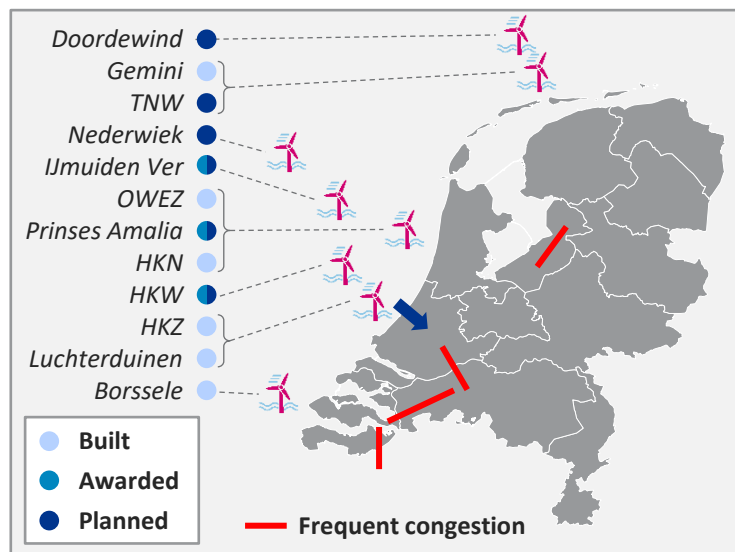 Doordewind
Gemini
TNW
Nederwiek
IJmuiden Ver
OWEZ
Prinses Amalia
HKN
HKW
HKZ
Luchterduinen
Borssele
Built
Awarded
Planned
Frequent congestion